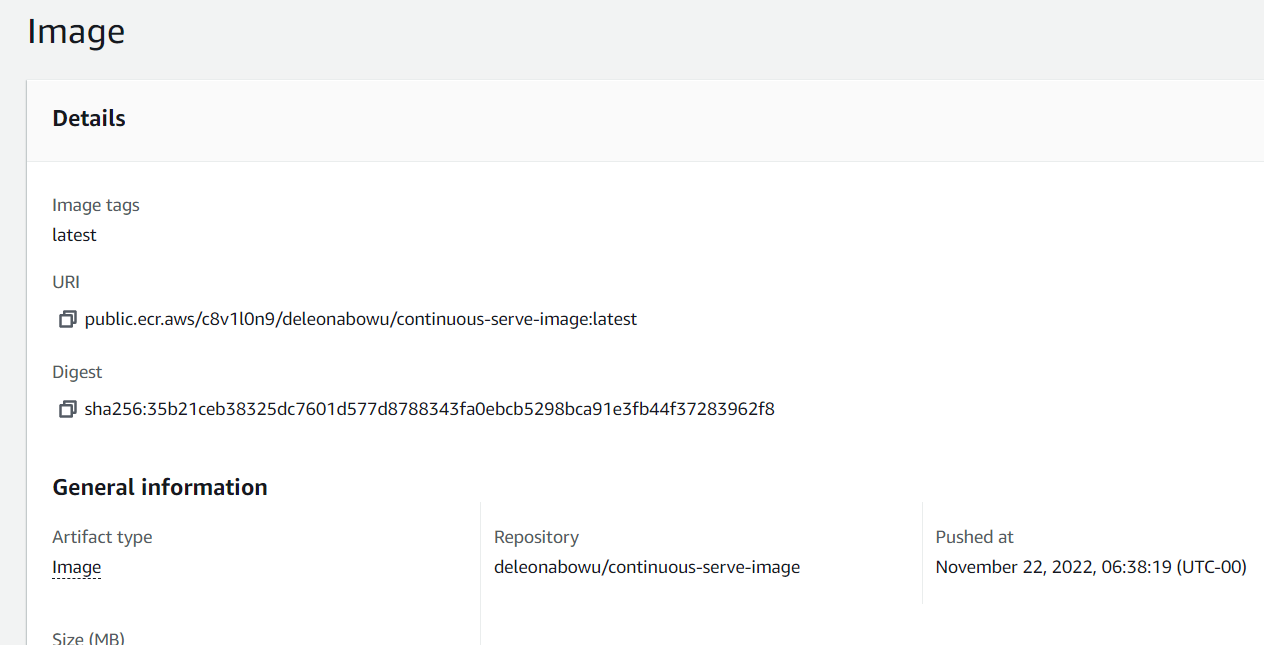 Image
Details
Image tags
latest
URI
public.ecr.aws/c8v1l0n9/deleonabowu/continuous-serve-image:latest
Digest
sha256:35b21ceb38325dc7601d577d8788343fa0ebcb5298bca91e3fb44f37283962f8
General information
Artifact type
Image
Repository
deleonabowu/continuous-serve-image
Pushed at
November 22, 2022, 06:38:19 (UTC-00)
Size (MB)